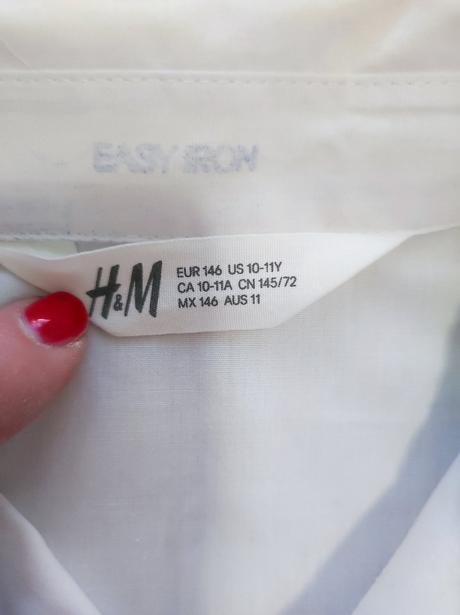 EASY IRON
H&M
EUR 146 US 10-11Y
CA 10-11A CN 145/72
MX 146 AUS 11